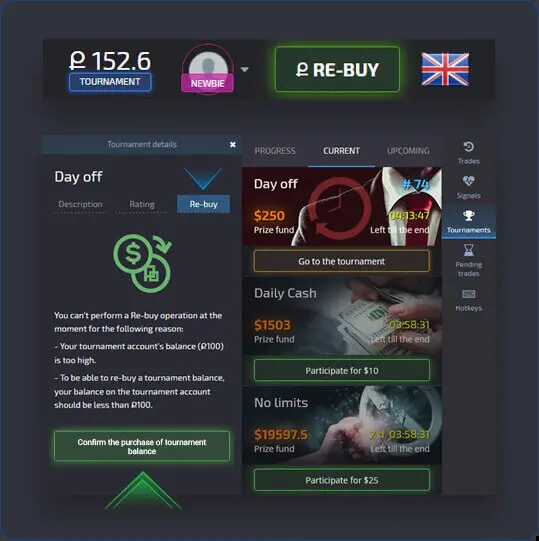 ₽ 152.6
TOURNAMENT
NEWBIE
₽ RE-BUY
Tournament details
Day off
Description Rating Re-buy
You can't perform a Re-buy operation at
the moment for the following reason:
- Your tournament account's balance (₽100)
is too high.
- To be able to re-buy a tournament balance,
your balance on the tournament account
should be less than ₽100.
Confirm the purchase of tournament
balance
PROGRESS CURRENT UPCOMING
Day off # 74
$250 04:13:47
Prize fund Left till the end
Go to the tournament
Daily Cash
$1503 03:58:31
Prize fund Left till the end
Participate for $10
No limits
$19597.5 2 d, 03:58:31
Prize fund Left till the end
Participate for $25
Trades
Signals
Tournaments
Pending
trades
Hotkeys